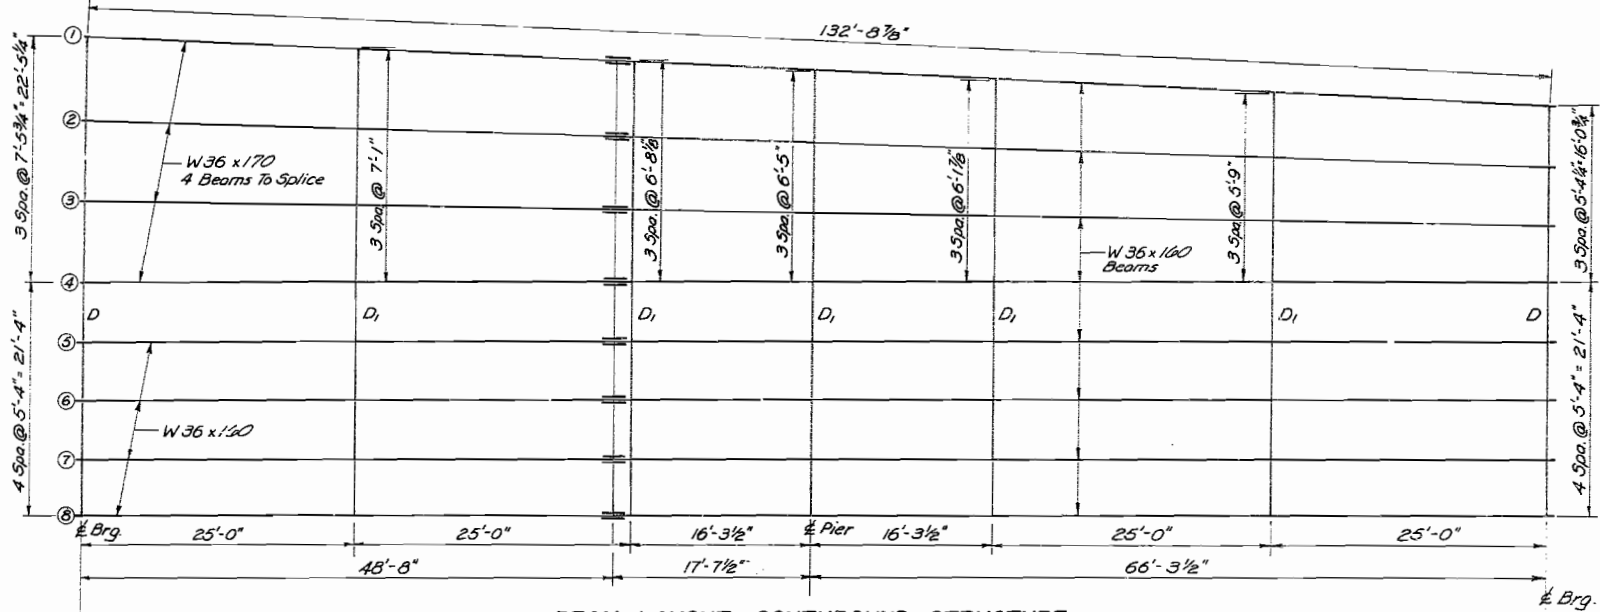 132'-8⅞"
①
②
③
④
⑤
⑥
⑦
⑧
3 Spa. @ 7'-5¾" = 22'-5¼"
4 Spa. @ 5'-4" = 21'-4"
W 36 x 170
4 Beams To Splice
3 Spa. @ 7'-1"
3 Spa. @ 6'-8⅛"
3 Spa. @ 6'-5"
3 Spa. @ 6'-1⅞"
3 Spa. @ 5'-9"
3 Spa. @ 5'-4¼" = 16'-0¾"
W 36 x 160
Beams
D
D₁
D₁
D₁
D₁
D₁
D
W 36 x
4 Spa. @ 5'-4" = 21'-4"
℄ Brg.
25'-0"
25'-0"
16'-3½"
℄ Pier
16'-3½"
25'-0"
25'-0"
48'-8"
17'-7½"
66'-3½"
℄ Brg.